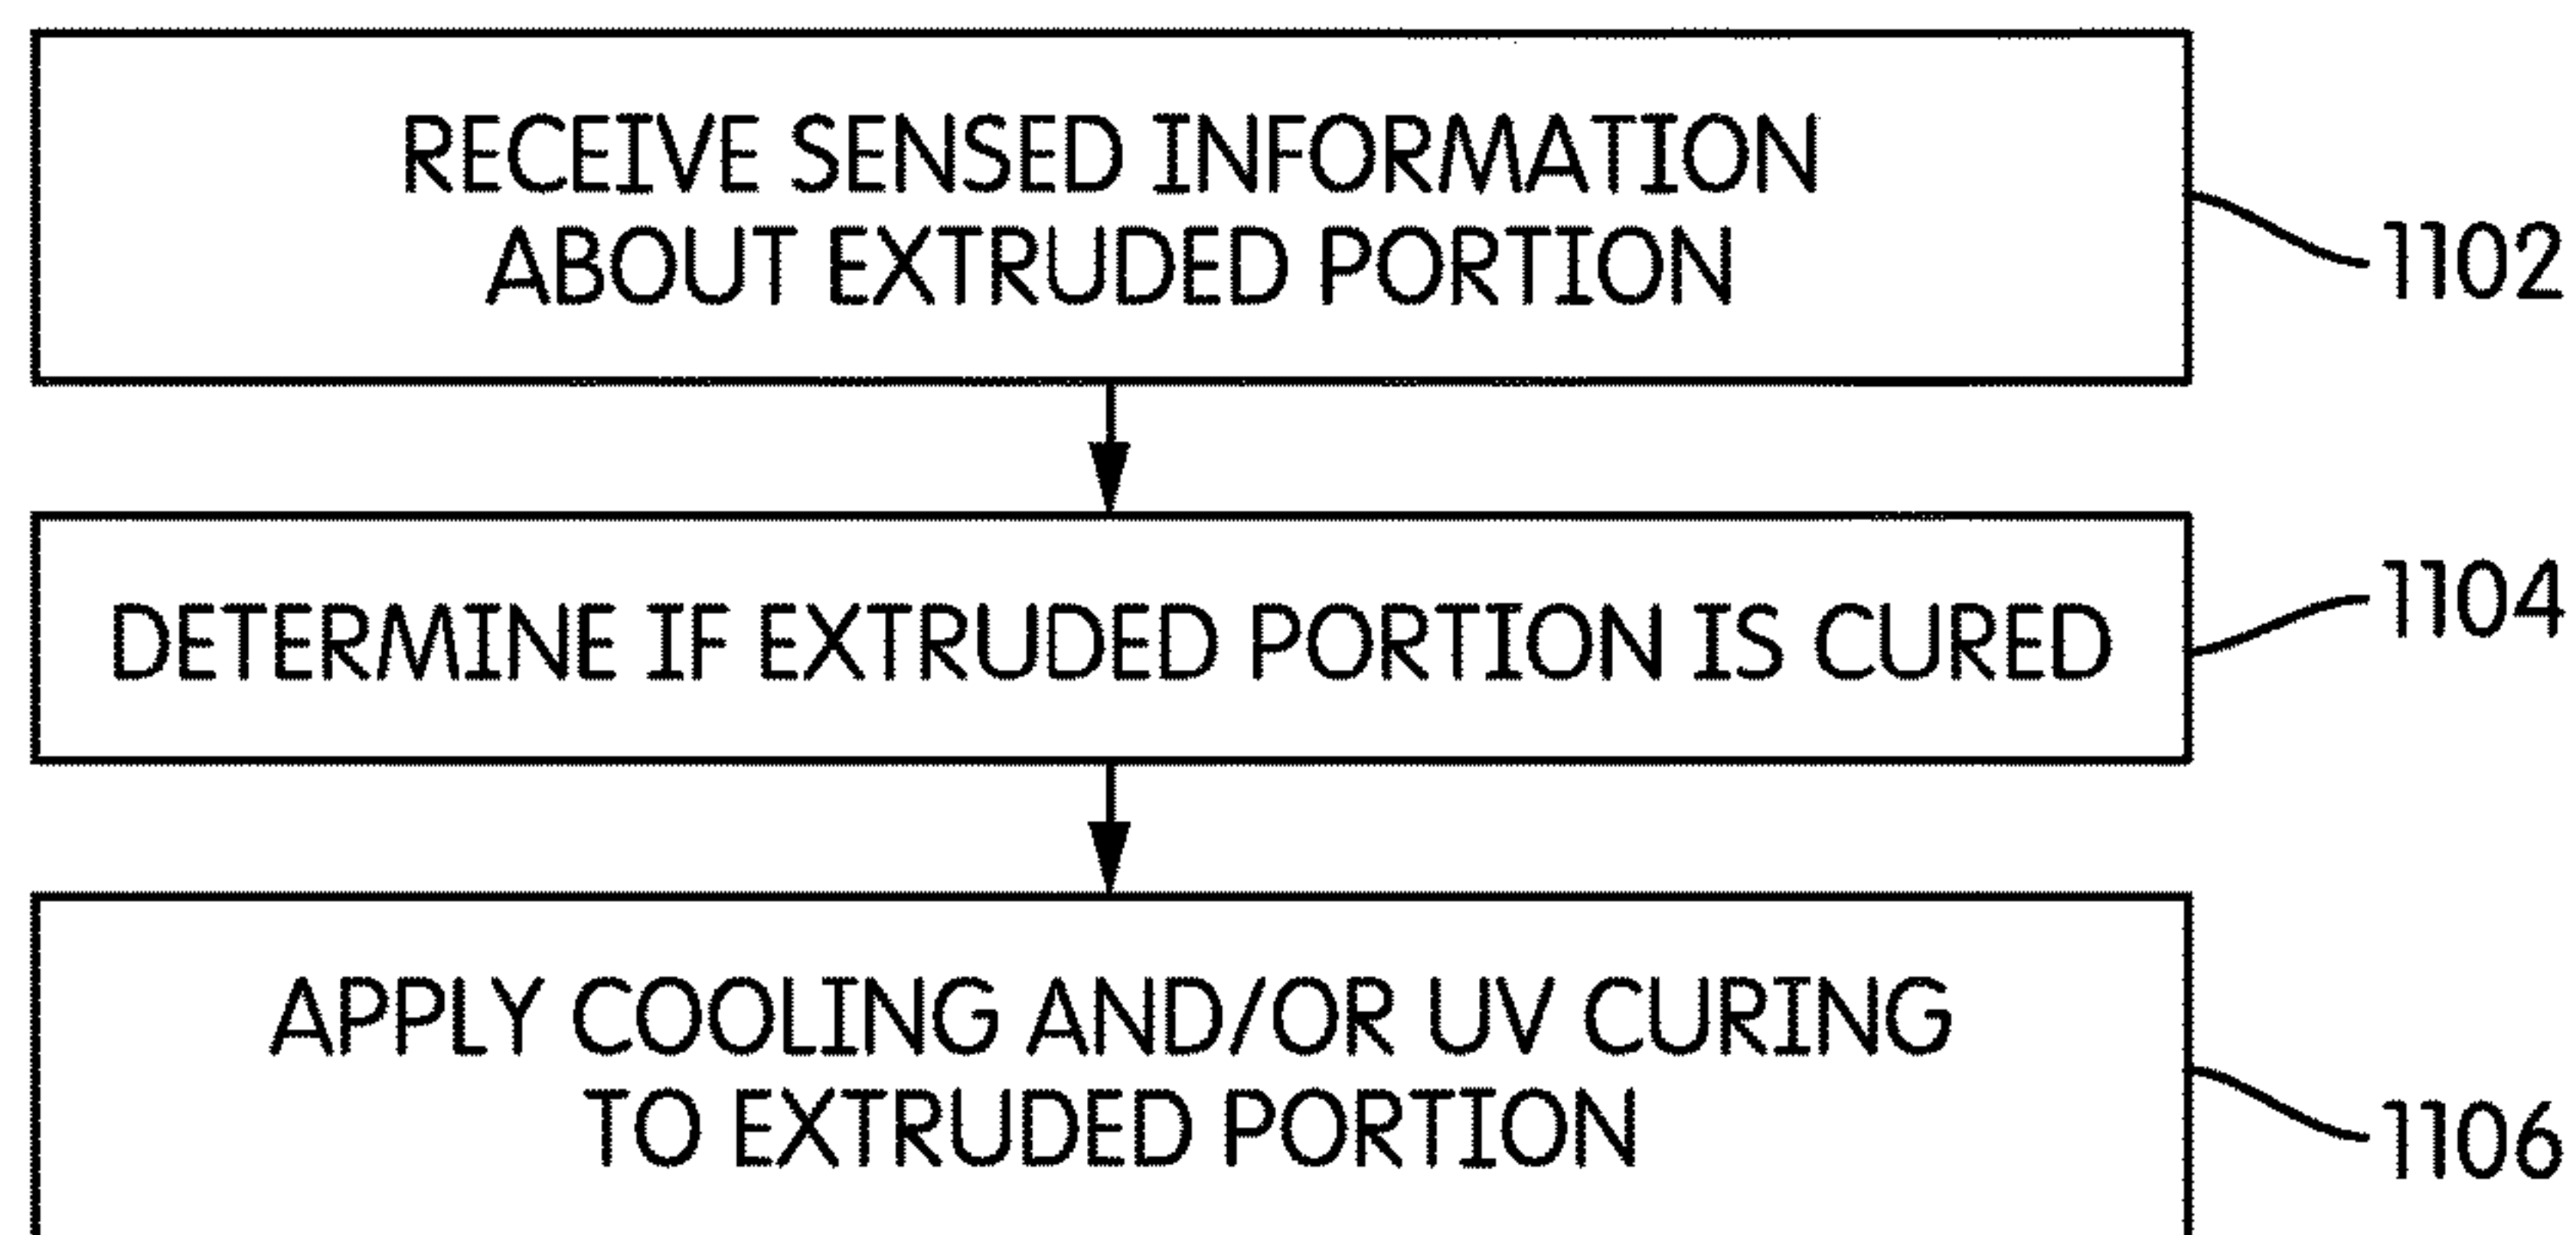 RECEIVE SENSED INFORMATION
ABOUT EXTRUDED PORTION
1102
DETERMINE IF EXTRUDED PORTION IS CURED
1104
APPLY COOLING AND/OR UV CURING
TO EXTRUDED PORTION
1106